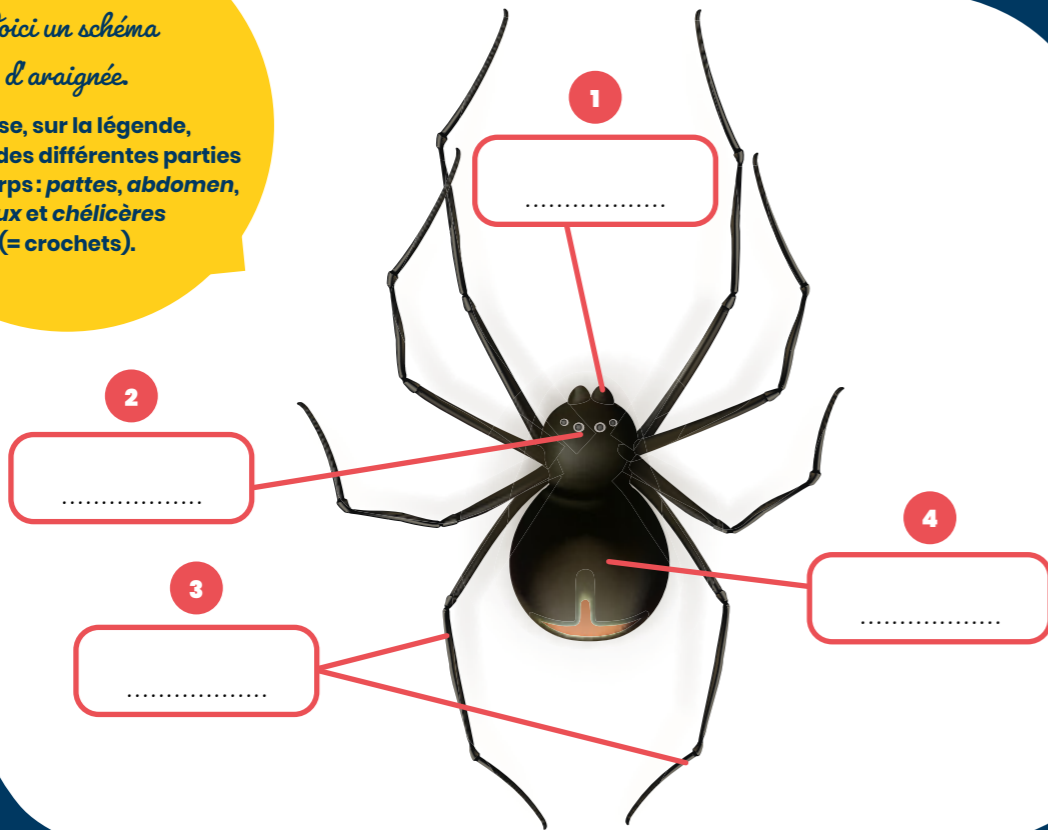 oici un schéma
d'araignée.
se, sur la légende,
des différentes parties
rps : pattes, abdomen,
ux et chélicères
(= crochets).
1
..................
2
..................
3
..................
4
..................